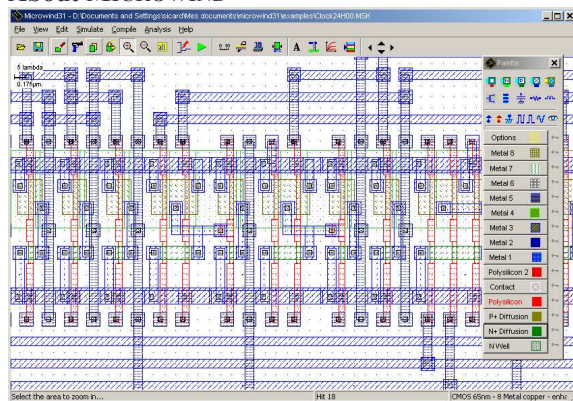 ABOUT MICROWIND
Microwind31 - D:\Documents and Settings\sicard\Mes documents\microwind31\examples\Clock24H00.MSK
File View Edit Simulate Compile Analysis Help
5 lambda
0.175µm
Palette
Options
Metal 8
Metal 7
Metal 6
Metal 5
Metal 4
Metal 3
Metal 2
Metal 1
Polysilicon 2
Contact
Polysilicon
P+ Diffusion
N+ Diffusion
N Well
Select the area to zoom in...
Hit 18
CMOS 65nm - 8 Metal copper - enha